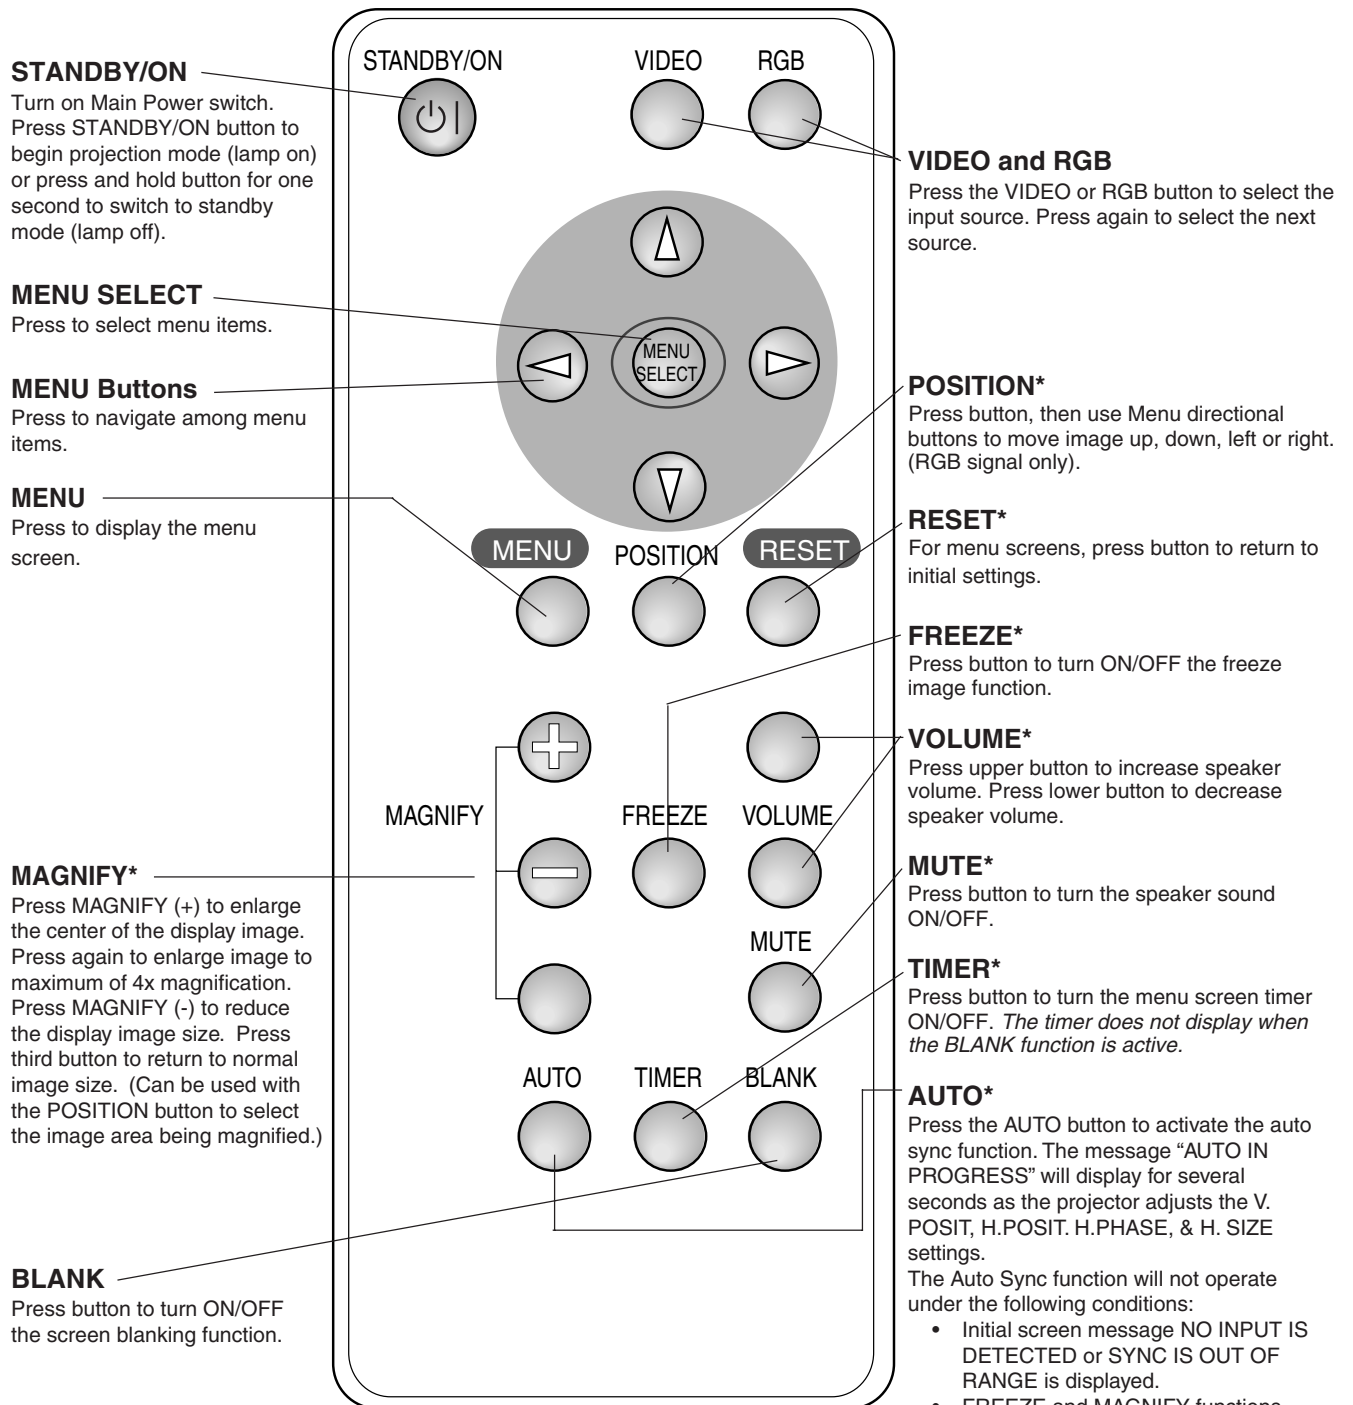 STANDBY/ON
Turn on Main Power switch.
Press STANDBY/ON button to
begin projection mode (lamp on)
or press and hold button for one
second to switch to standby
mode (lamp off).
MENU SELECT
Press to select menu items.
MENU Buttons
Press to navigate among menu
items.
MENU
Press to display the menu
screen.
MAGNIFY*
Press MAGNIFY (+) to enlarge
the center of the display image.
Press again to enlarge image to
maximum of 4x magnification.
Press MAGNIFY (-) to reduce
the display image size.  Press
third button to return to normal
image size.  (Can be used with
the POSITION button to select
the image area being magnified.)
BLANK
Press button to turn ON/OFF
the screen blanking function.
STANDBY/ON
VIDEO
RGB
MENU
SELECT
MENU
POSITION
RESET
MAGNIFY
FREEZE
VOLUME
MUTE
AUTO
TIMER
BLANK
VIDEO and RGB
Press the VIDEO or RGB button to select the
input source. Press again to select the next
source.
POSITION*
Press button, then use Menu directional
buttons to move image up, down, left or right.
(RGB signal only).
RESET*
For menu screens, press button to return to
initial settings.
FREEZE*
Press button to turn ON/OFF the freeze
image function.
VOLUME*
Press upper button to increase speaker
volume. Press lower button to decrease
speaker volume.
MUTE*
Press button to turn the speaker sound
ON/OFF.
TIMER*
Press button to turn the menu screen timer
ON/OFF. The timer does not display when
the BLANK function is active.
AUTO*
Press the AUTO button to activate the auto
sync function. The message “AUTO IN
PROGRESS” will display for several
seconds as the projector adjusts the V.
POSIT, H.POSIT. H.PHASE, & H. SIZE
settings.
The Auto Sync function will not operate
under the following conditions:
• Initial screen message NO INPUT IS
DETECTED or SYNC IS OUT OF
RANGE is displayed.
• FREEZE and MAGNIFY functions